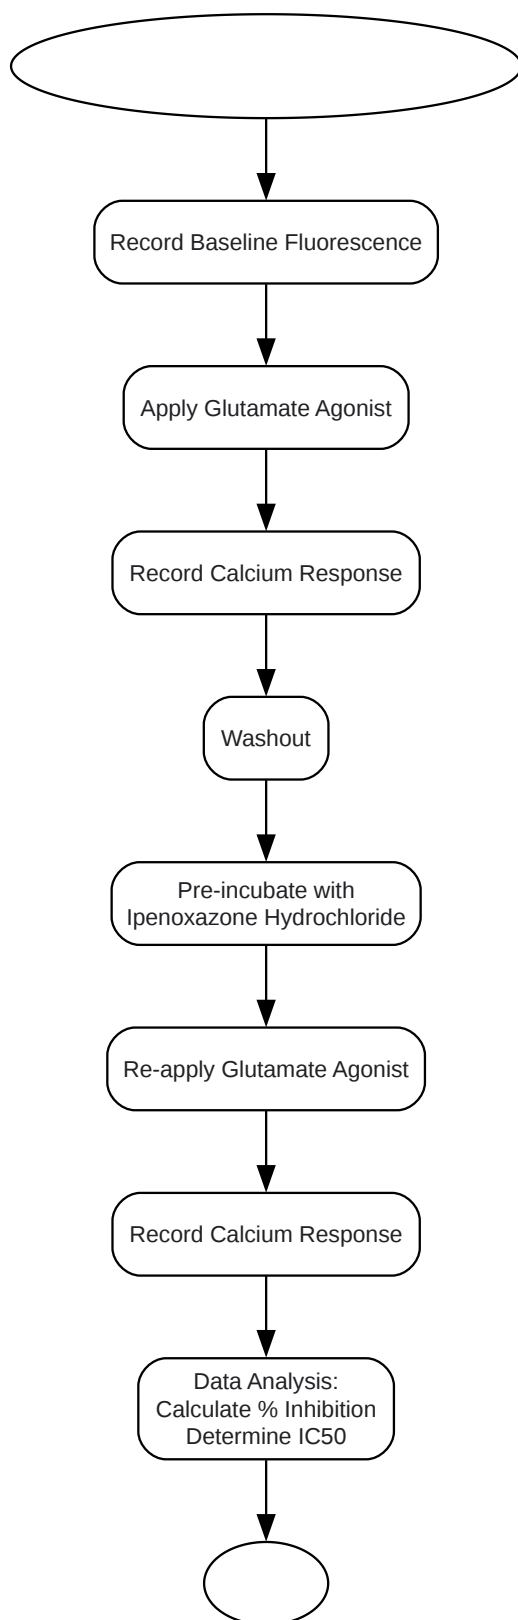 Record Baseline Fluorescence
Apply Glutamate Agonist
Record Calcium Response
Washout
Pre-incubate with
Ipenoxazone Hydrochloride
Re-apply Glutamate Agonist
Record Calcium Response
Data Analysis:
Calculate % Inhibition
Determine IC50